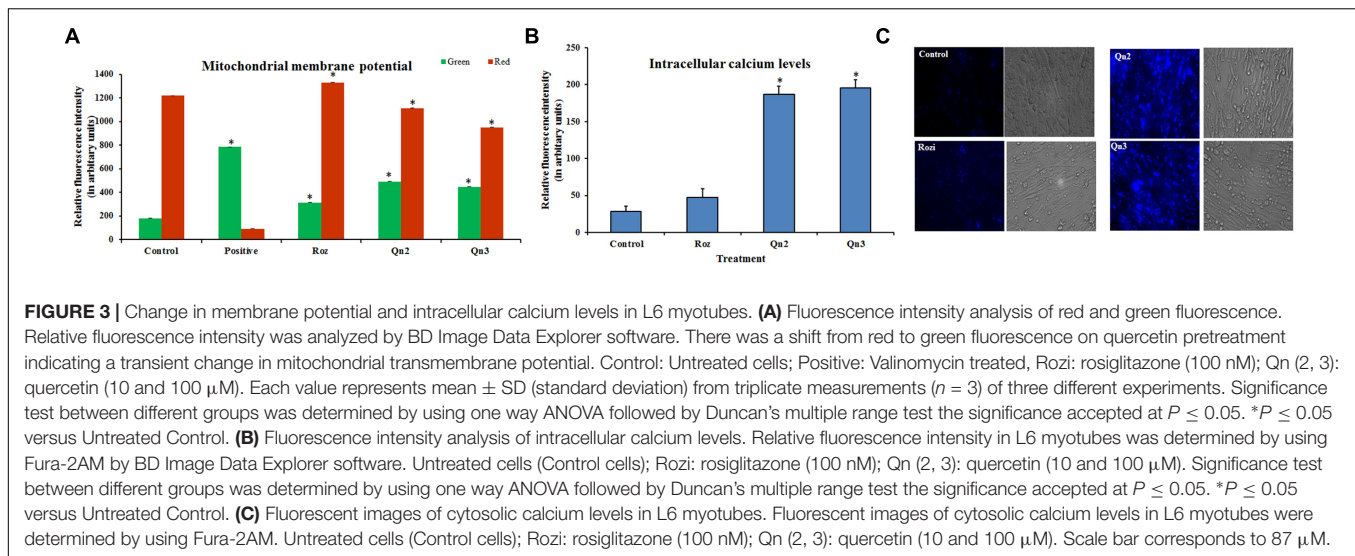 A
Mitochondrial membrane potential
Green
Red
Relative fluorescence intensity
(in arbitary units)
1400
1200
1000
800
600
400
200
0
*
*
*
*
*
*
Control
Positive
Roz
Qn2
Qn3
B
Intracellular calcium levels
Relative fluorescence intensity
(in arbitary units)
250
200
150
100
50
0
*
*
Control
Roz
Qn2
Qn3
Treatment
C
Control
Qn2
Rozi
Qn3
FIGURE 3 | Change in membrane potential and intracellular calcium levels in L6 myotubes. (A) Fluorescence intensity analysis of red and green fluorescence.
Relative fluorescence intensity was analyzed by BD Image Data Explorer software. There was a shift from red to green fluorescence on quercetin pretreatment
indicating a transient change in mitochondrial transmembrane potential. Control: Untreated cells; Positive: Valinomycin treated, Rozi: rosiglitazone (100 nM); Qn (2, 3):
quercetin (10 and 100 μM). Each value represents mean ± SD (standard deviation) from triplicate measurements (n = 3) of three different experiments. Significance
test between different groups was determined by using one way ANOVA followed by Duncan's multiple range test the significance accepted at P ≤ 0.05. *P ≤ 0.05
versus Untreated Control. (B) Fluorescence intensity analysis of intracellular calcium levels. Relative fluorescence intensity in L6 myotubes was determined by using
Fura-2AM by BD Image Data Explorer software. Untreated cells (Control cells); Rozi: rosiglitazone (100 nM); Qn (2, 3): quercetin (10 and 100 μM). Significance test
between different groups was determined by using one way ANOVA followed by Duncan's multiple range test the significance accepted at P ≤ 0.05. *P ≤ 0.05
versus Untreated Control. (C) Fluorescent images of cytosolic calcium levels in L6 myotubes. Fluorescent images of cytosolic calcium levels in L6 myotubes were
determined by using Fura-2AM. Untreated cells (Control cells); Rozi: rosiglitazone (100 nM); Qn (2, 3): quercetin (10 and 100 μM). Scale bar corresponds to 87 μM.